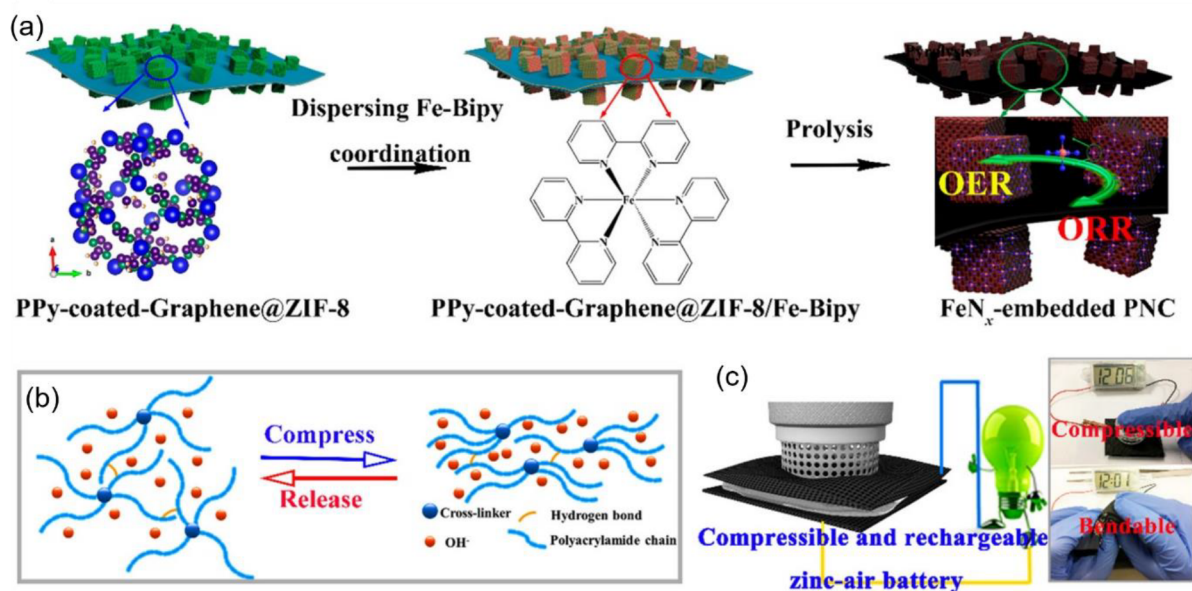 (a)
Dispersing Fe-Bipy
coordination
N
N
N
N
N
N
Fe
Prolysis
OER
ORR
a
b
PPy-coated-Graphene@ZIF-8
PPy-coated-Graphene@ZIF-8/Fe-Bipy
FeNx-embedded PNC
(b)
Compress
Release
Cross-linker
Hydrogen bond
OH-
Polyacrylamide chain
(c)
12:08
Compressible
12:01
Bendable
Compressible and rechargeable
zinc-air battery